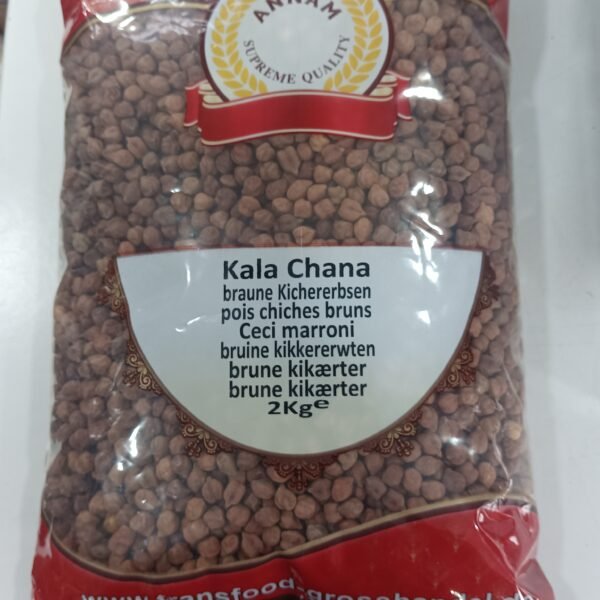 ANNAM
SUPREME QUALITY
Kala Chana
braune Kichererbsen
pois chiches bruns
Ceci marroni
bruine kikkererwten
brune kikærter
brune kikærter
2Kg℮